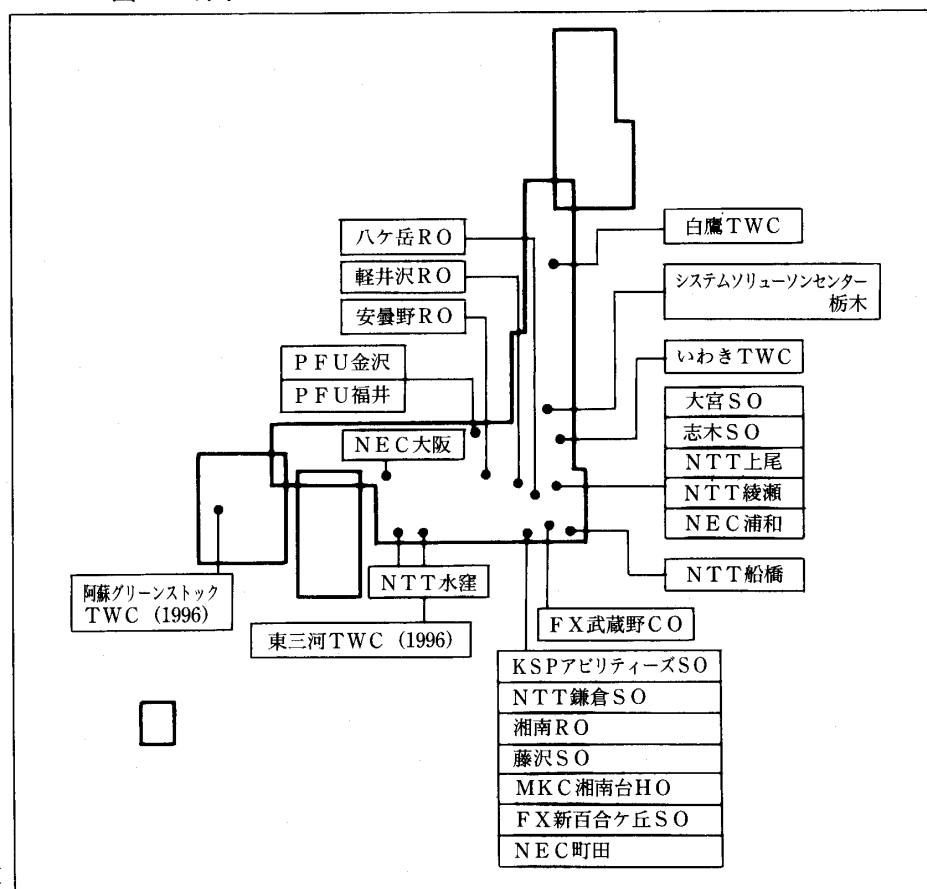 八ケ岳RO
軽井沢RO
安曇野RO
PFU金沢
PFU福井
NEC大阪
白鷹TWC
システムソリューソンセンター
栃木
いわきTWC
大宮SO
志木SO
NTT上尾
NTT綾瀬
NEC浦和
NTT船橋
阿蘇グリーンストック
TWC (1996)
NTT水窪
東三河TWC (1996)
FX武蔵野CO
KSPアビリティーズSO
NTT鎌倉SO
湘南RO
藤沢SO
MKC湘南台HO
FX新百合ケ丘SO
NEC町田